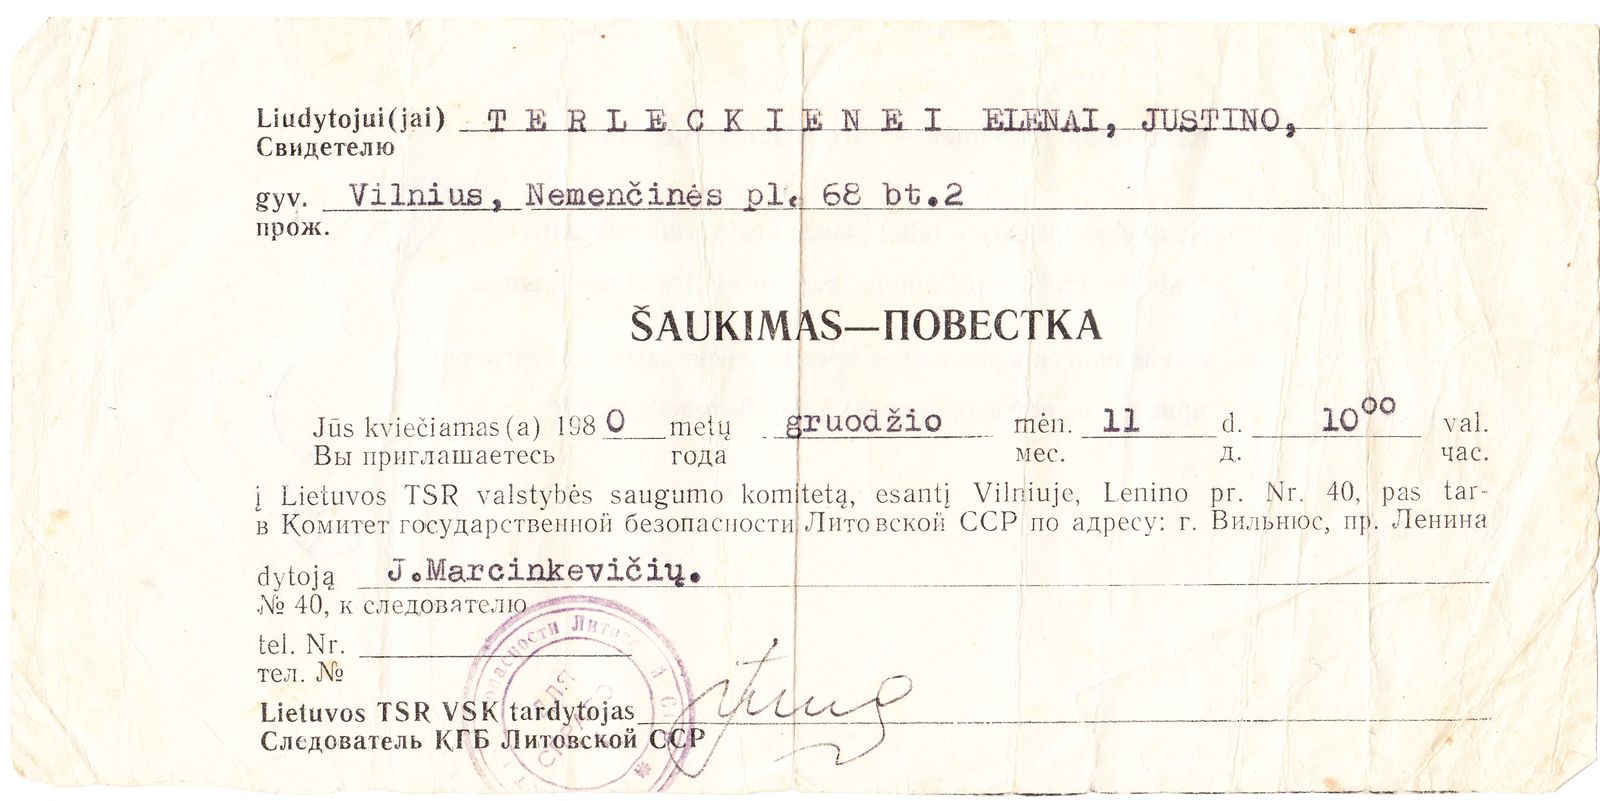 Liudytojui(jai) TERLECKIENEI ELENAI, JUSTINO,
Свидетелю
gyv. Vilnius, Nemenčinės pl. 68 bt.2
прож.
ŠAUKIMAS—ПОВЕСТКА
Jūs kviečiamas(a) 1980 metų gruodžio mėn. 11 d. 10⁰⁰ val.
Вы приглашаетесь года мес. д. час.
į Lietuvos TSR valstybės saugumo komitetą, esantį Vilniuje, Lenino pr. Nr. 40, pas tar-
в Комитет государственной безопасности Литовской ССР по адресу: г. Вильнюс, пр. Ленина
dytoją J.Marcinkevičių.
№ 40, к следователю
tel. Nr.
тел. №
Lietuvos TSR VSK tardytojas
Следователь КГБ Литовской ССР